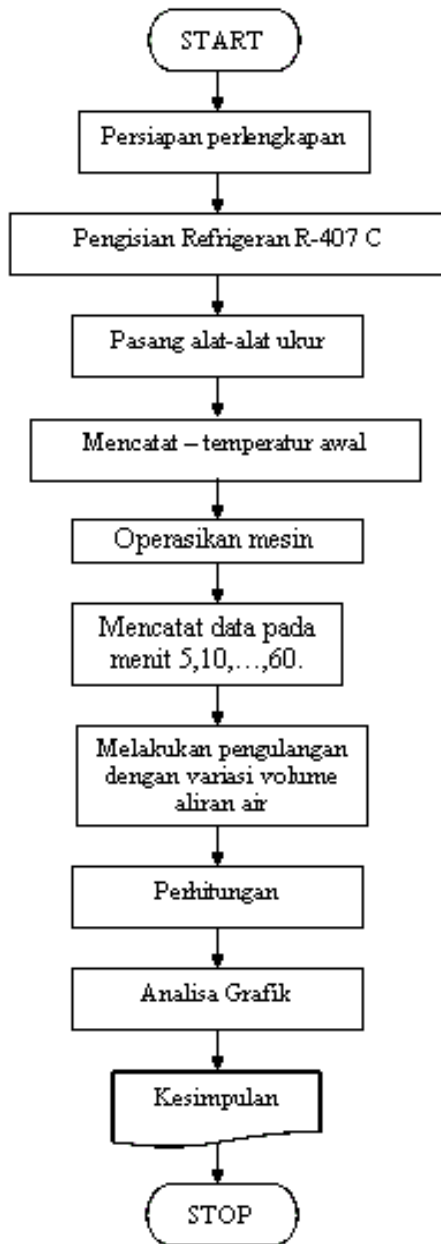 START
Persiapan perlengkapan
Pengisian Refrigeran R-407 C
Pasang alat-alat ukur
Mencatat – temperatur awal
Operasikan mesin
Mencatat data pada
menit 5,10,…,60.
Melakukan pengulangan
dengan variasi volume
aliran air
Perhitungan
Analisa Grafik
Kesimpulan
STOP